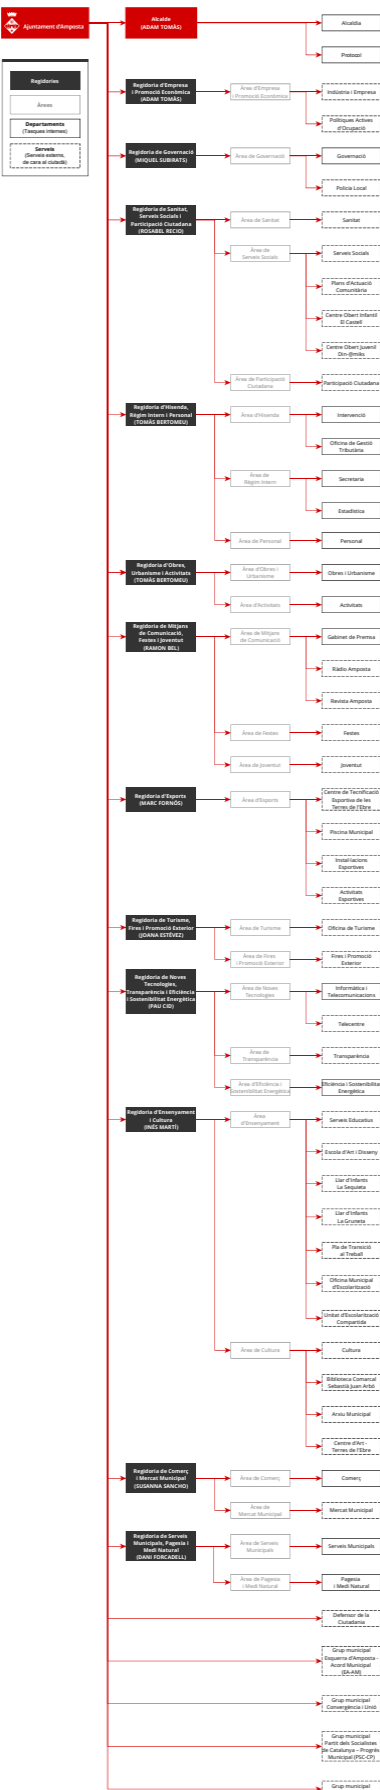 Ajuntament d'Amposta
Alcalde
(ADAM TOMÀS)
Alcaldia
Protocol
Regidories
Àrees
Departaments
(Tasques internes)
Serveis
(Serveis externs,
de cara al ciutadà)
Regidoria d'Empresa
i Promoció Econòmica
(ADAM TOMÀS)
Àrea d'Empresa
i Promoció Econòmica
Indústria i Empresa
Polítiques Actives
d'Ocupació
Regidoria de Governació
(MIQUEL SUBIRATS)
Àrea de Governació
Governació
Policia Local
Regidoria de Sanitat,
Serveis Socials i
Participació Ciutadana
(ROSABEL RECIO)
Àrea de Sanitat
Sanitat
Àrea de
Serveis Socials
Serveis Socials
Plans d'Actuació
Comunitària
Centre Obert Infantil
El Castell
Centre Obert Juvenil
Din-@miks
Àrea de Participació
Ciutadana
Participació Ciutadana
Regidoria d'Hisenda,
Règim Intern i Personal
(TOMÀS BERTOMEU)
Àrea d'Hisenda
Intervenció
Oficina de Gestió
Tributària
Àrea de
Règim Intern
Secretaria
Estadística
Àrea de Personal
Personal
Regidoria d'Obres,
Urbanisme i Activitats
(TOMÀS BERTOMEU)
Àrea d'Obres i
Urbanisme
Obres i Urbanisme
Àrea d'Activitats
Activitats
Regidoria de Mitjans
de Comunicació,
Festes i Joventut
(RAMON BEL)
Àrea de Mitjans
de Comunicació
Gabinet de Premsa
Ràdio Amposta
Revista Amposta
Àrea de Festes
Festes
Àrea de Joventut
Joventut
Regidoria d'Esports
(MARC FORNÓS)
Àrea d'Esports
Centre de Tecnificació
Esportiva de les
Terres de l'Ebre
Piscina Municipal
Instal·lacions
Esportives
Activitats
Esportives
Regidoria de Turisme,
Fires i Promoció Exterior
(JOANA ESTÉVEZ)
Àrea de Turisme
Oficina de Turisme
Àrea de Fires
i Promoció Exterior
Fires i Promoció
Exterior
Regidoria de Noves
Tecnologies,
Transparència i Eficiència
i Sostenibilitat Energètica
(PAU CID)
Àrea de Noves
Tecnologies
Informàtica i
Telecomunicacions
Telecentre
Àrea de
Transparència
Transparència
Àrea d'Eficiència i
Sostenibilitat Energètica
Eficiència i Sostenibilitat
Energètica
Regidoria d'Ensenyament
i Cultura
(INÉS MARTÍ)
Àrea
d'Ensenyament
Serveis Educatius
Escola d'Art i Disseny
Llar d'Infants
La Sequieta
Llar d'Infants
La Gruneta
Pla de Transició
al Treball
Oficina Municipal
d'Escolarització
Unitat d'Escolarització
Compartida
Àrea de Cultura
Cultura
Biblioteca Comarcal
Sebastià Juan Arbó
Arxiu Municipal
Centre d'Art -
Terres de l'Ebre
Regidoria de Comerç
i Mercat Municipal
(SUSANNA SANCHO)
Àrea de Comerç
Comerç
Àrea de
Mercat Municipal
Mercat Municipal
Regidoria de Serveis
Municipals, Pagesia i
Medi Natural
(DANI FORCADELL)
Àrea de Serveis
Municipals
Serveis Municipals
Àrea de Pagesia
i Medi Natural
Pagesia
i Medi Natural
Defensor de la
Ciutadania
Grup municipal
Esquerra d'Amposta -
Acord Municipal
(EA-AM)
Grup municipal
Convergència i Unió
Grup municipal
Partit dels Socialistes
de Catalunya – Progrés
Municipal (PSC-CP)
Grup municipal